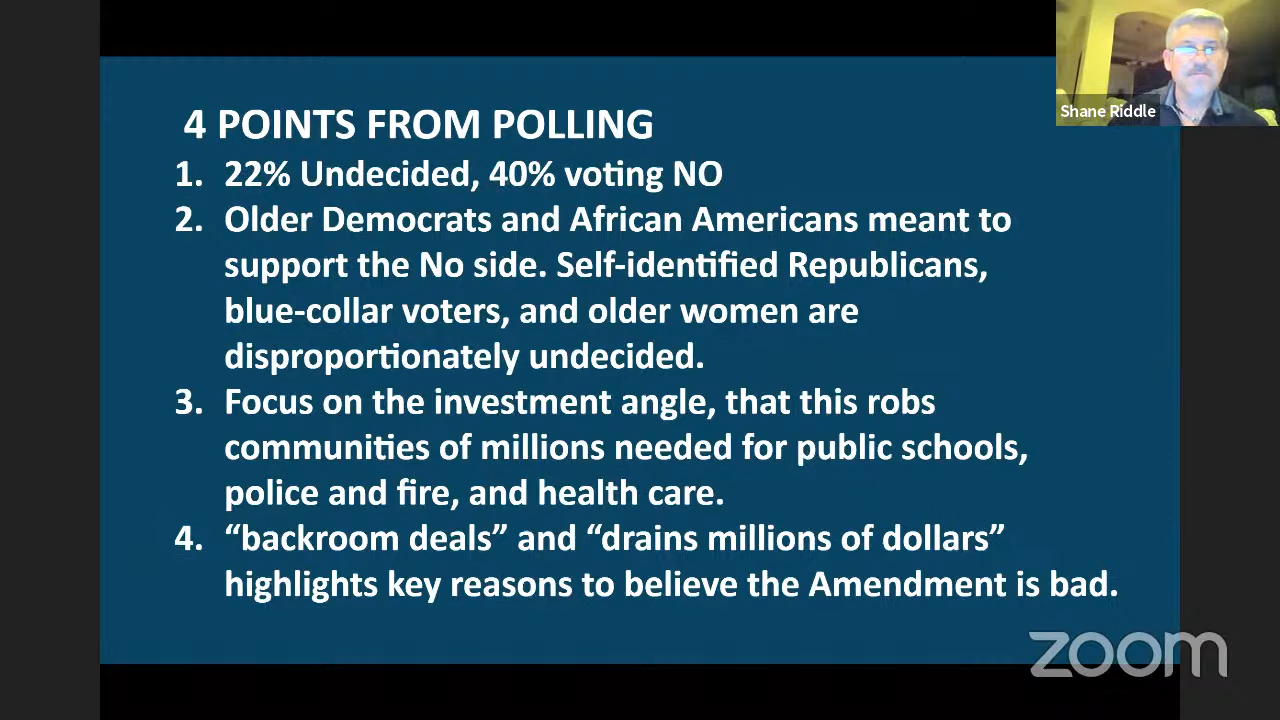 4 POINTS FROM POLLING
1. 22% Undecided, 40% voting NO
2. Older Democrats and African Americans meant to
support the No side. Self-identified Republicans,
blue-collar voters, and older women are
disproportionately undecided.
3. Focus on the investment angle, that this robs
communities of millions needed for public schools,
police and fire, and health care.
4. “backroom deals” and “drains millions of dollars”
highlights key reasons to believe the Amendment is bad.
Shane Riddle
zoom